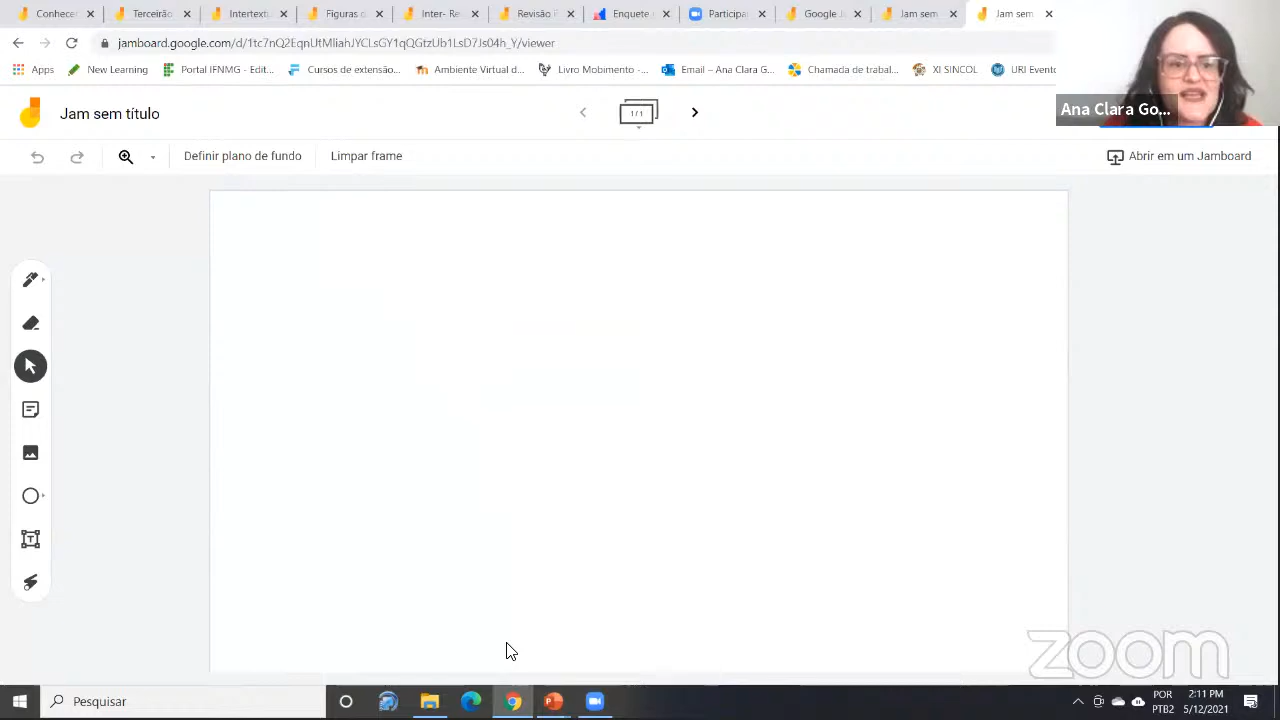 Conhec
Terceirão
Intertext
Figuras d
Inter- R
Revisão P
Enquete
Participar
Google Ja
Jam sem
Jam sem
jamboard.google.com/d/1tc7nQ2EqnUtMliahJYCLsGY1qQGtzUb1LsD7Js04h_Y/viewer
Apps New Learning Portal IFNMG - Edit... Cursos de extensão... Ambiente virtual d... Livro Mobimento -... Email – Ana Clara G... Chamada de trabal... XI SINCOL URI Evento
Ana Clara Go...
Jam sem título
1 / 1
Definir plano de fundo Limpar frame Abrir em um Jamboard
zoom
Pesquisar
POR 2:11 PM
PTB2 5/12/2021